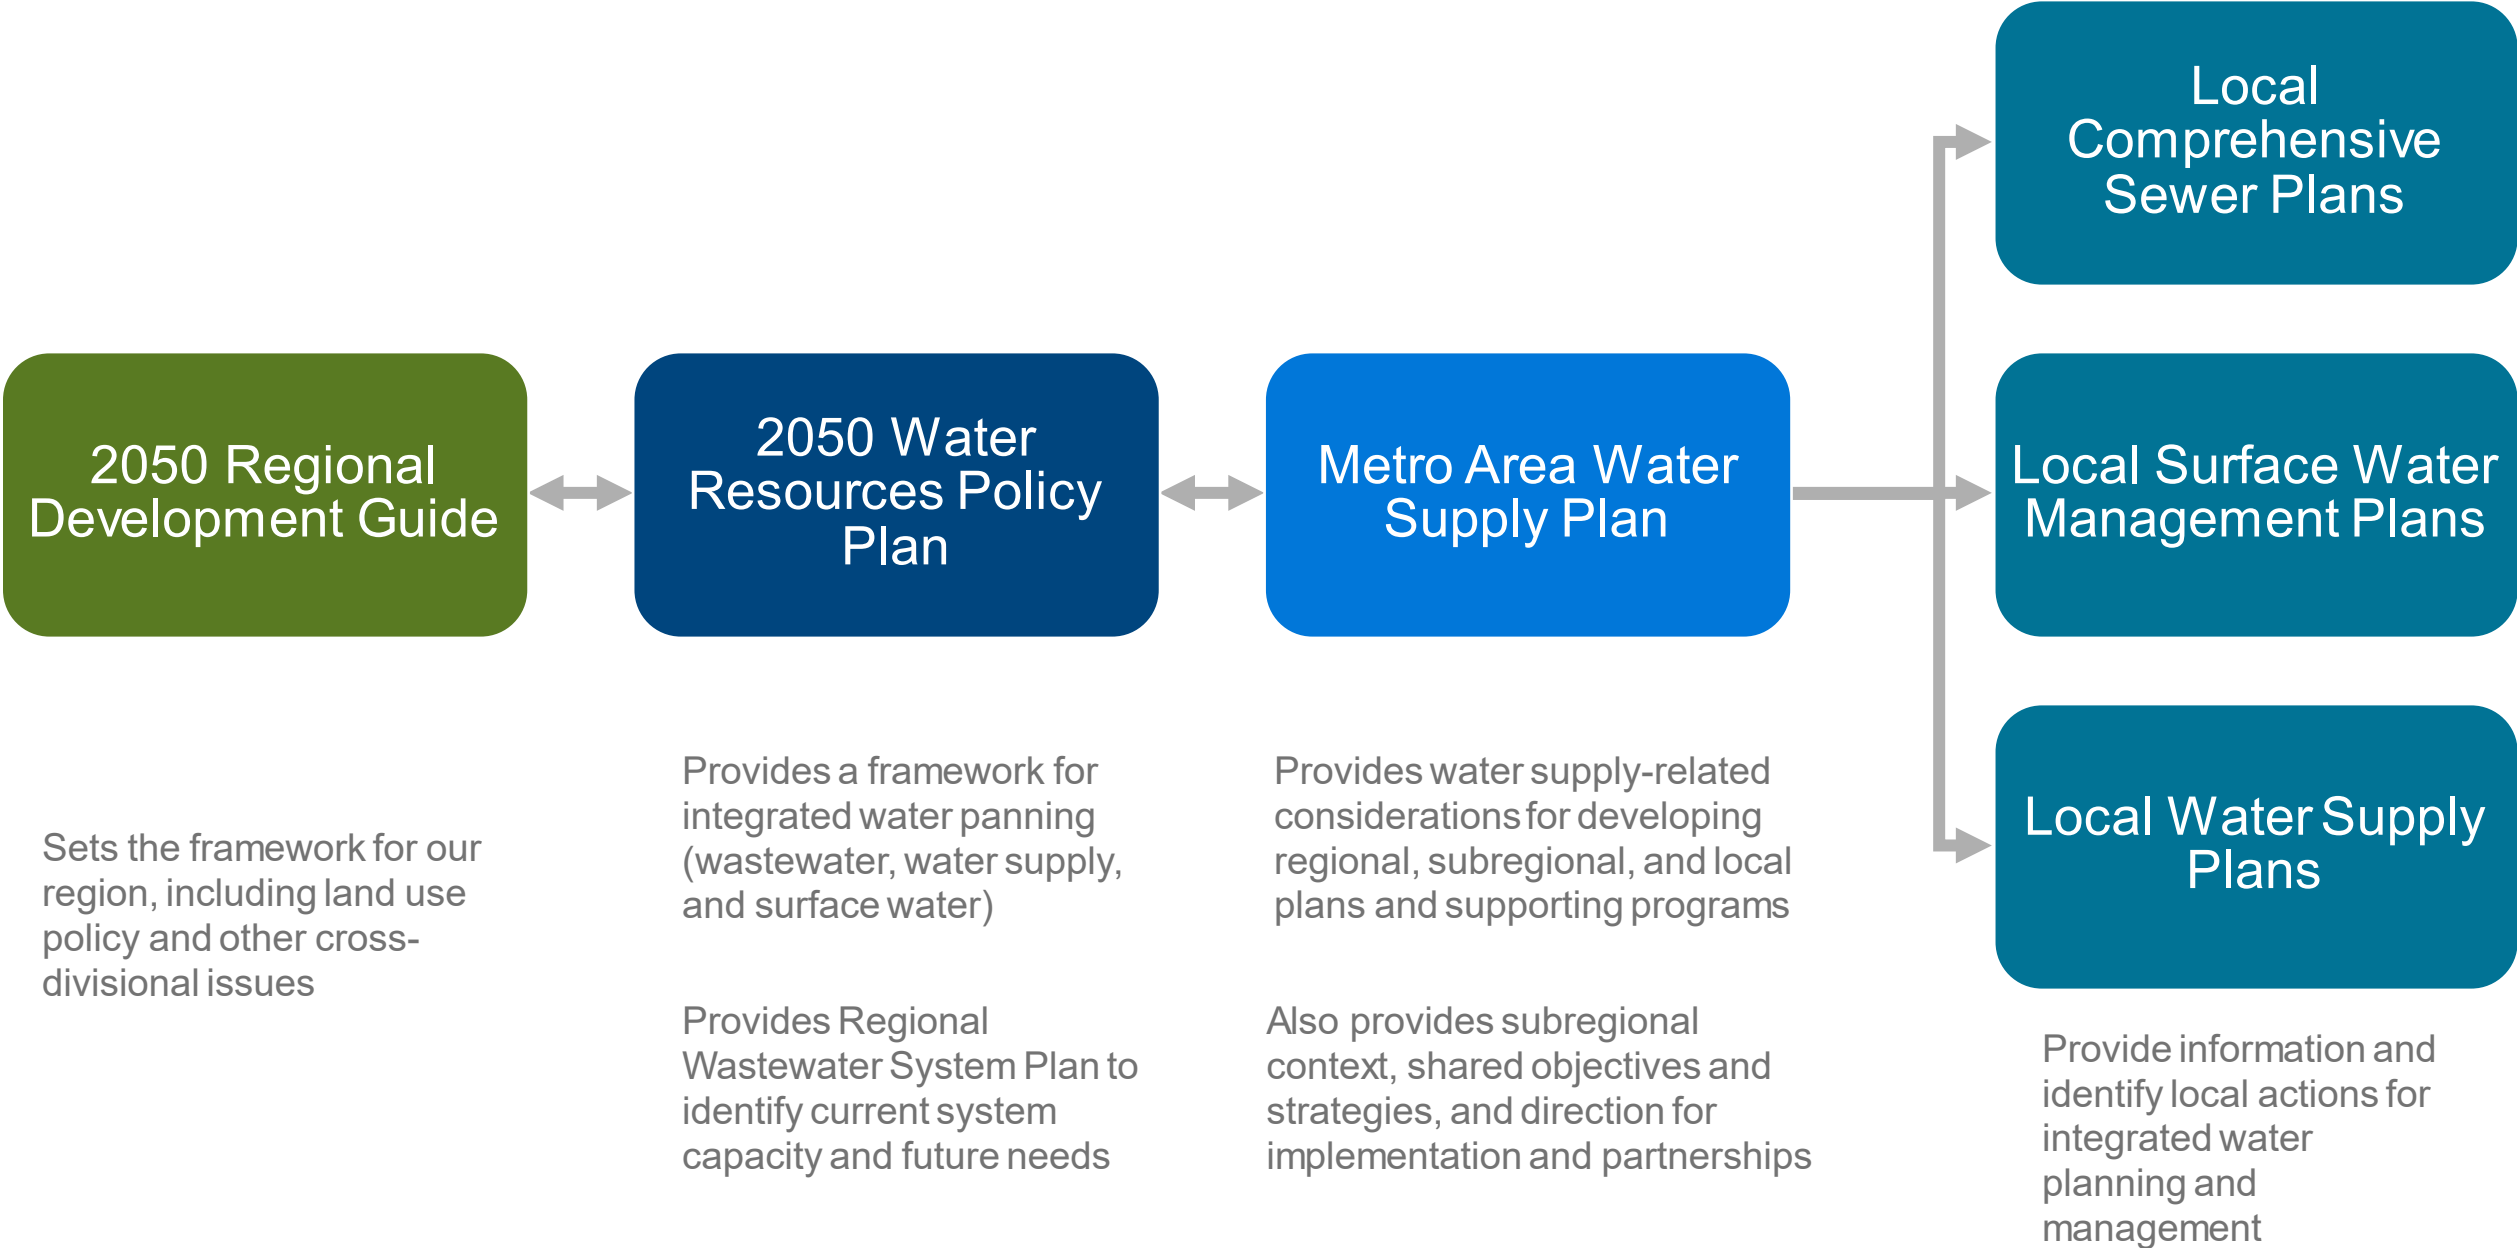 2050 Regional
Development Guide
Sets the framework for our
region, including land use
policy and other cross-
divisional issues
2050 Water
Resources Policy
Plan
Provides a framework for
integrated water panning
(wastewater, water supply,
and surface water)
Provides Regional
Wastewater System Plan to
identify current system
capacity and future needs
Metro Area Water
Supply Plan
Provides water supply-related
considerations for developing
regional, subregional, and local
plans and supporting programs
Also provides subregional
context, shared objectives and
strategies, and direction for
implementation and partnerships
Local
Comprehensive
Sewer Plans
Local Surface Water
Management Plans
Local Water Supply
Plans
Provide information and
identify local actions for
integrated water
planning and
management